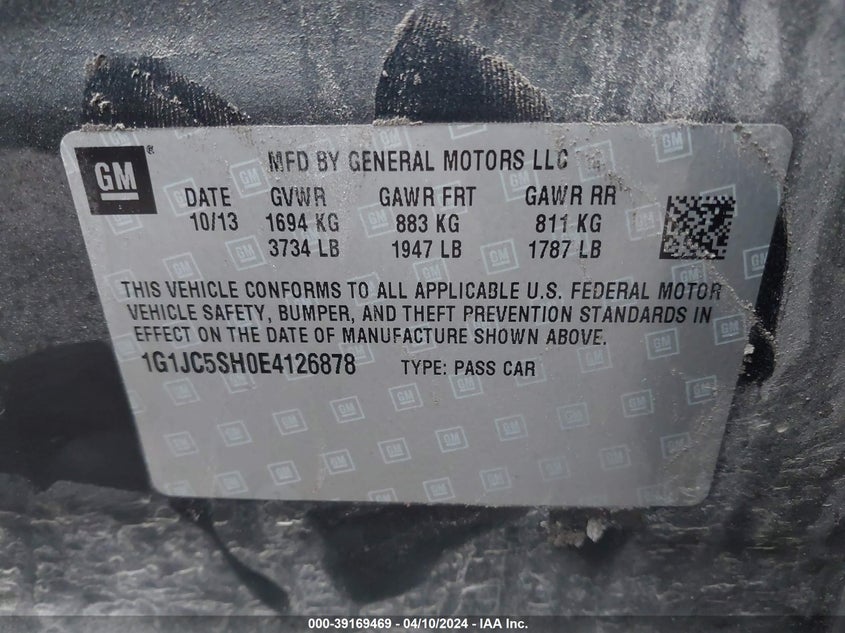 GM
MFD BY GENERAL MOTORS LLC
DATE GVWR GAWR FRT GAWR RR
10/13 1694 KG 883 KG 811 KG
3734 LB 1947 LB 1787 LB
THIS VEHICLE CONFORMS TO ALL APPLICABLE U.S. FEDERAL MOTOR
VEHICLE SAFETY, BUMPER, AND THEFT PREVENTION STANDARDS IN
EFFECT ON THE DATE OF MANUFACTURE SHOWN ABOVE.
1G1JC5SH0E4126878 TYPE: PASS CAR
000-39169469 - 04/10/2024 - IAA Inc.